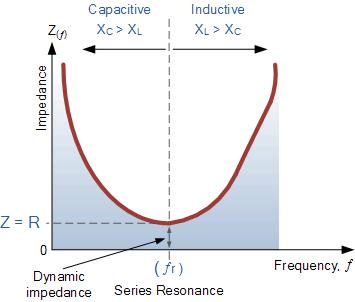 Capacitive
Inductive
Z(f)
XC > XL
XL > XC
Impedance
Z = R
0
(fr)
Frequency, f
Dynamic
impedance
Series Resonance